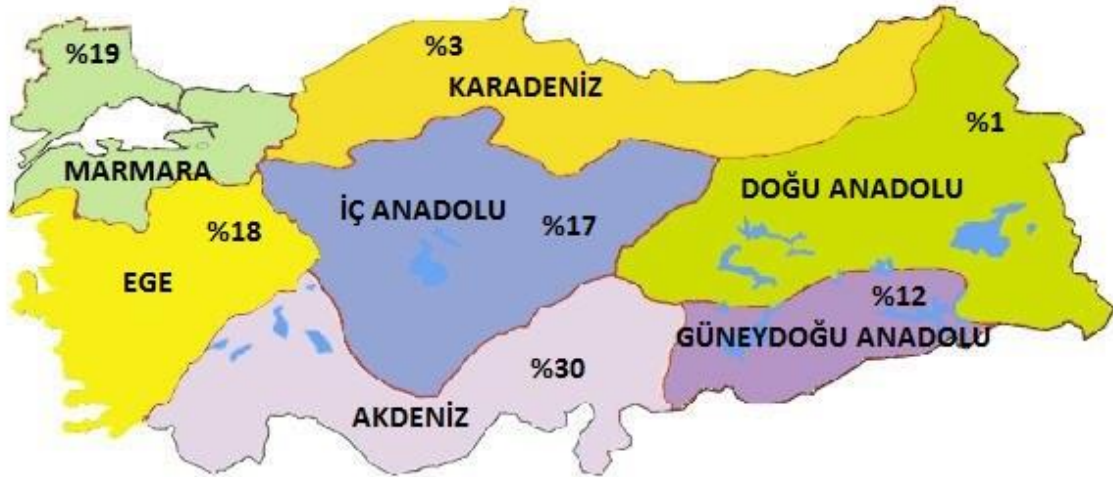 %19
%3
KARADENİZ
%1
MARMARA
DOĞU ANADOLU
İÇ ANADOLU
%18
%17
EGE
%12
GÜNEYDOĞU ANADOLU
%30
AKDENİZ